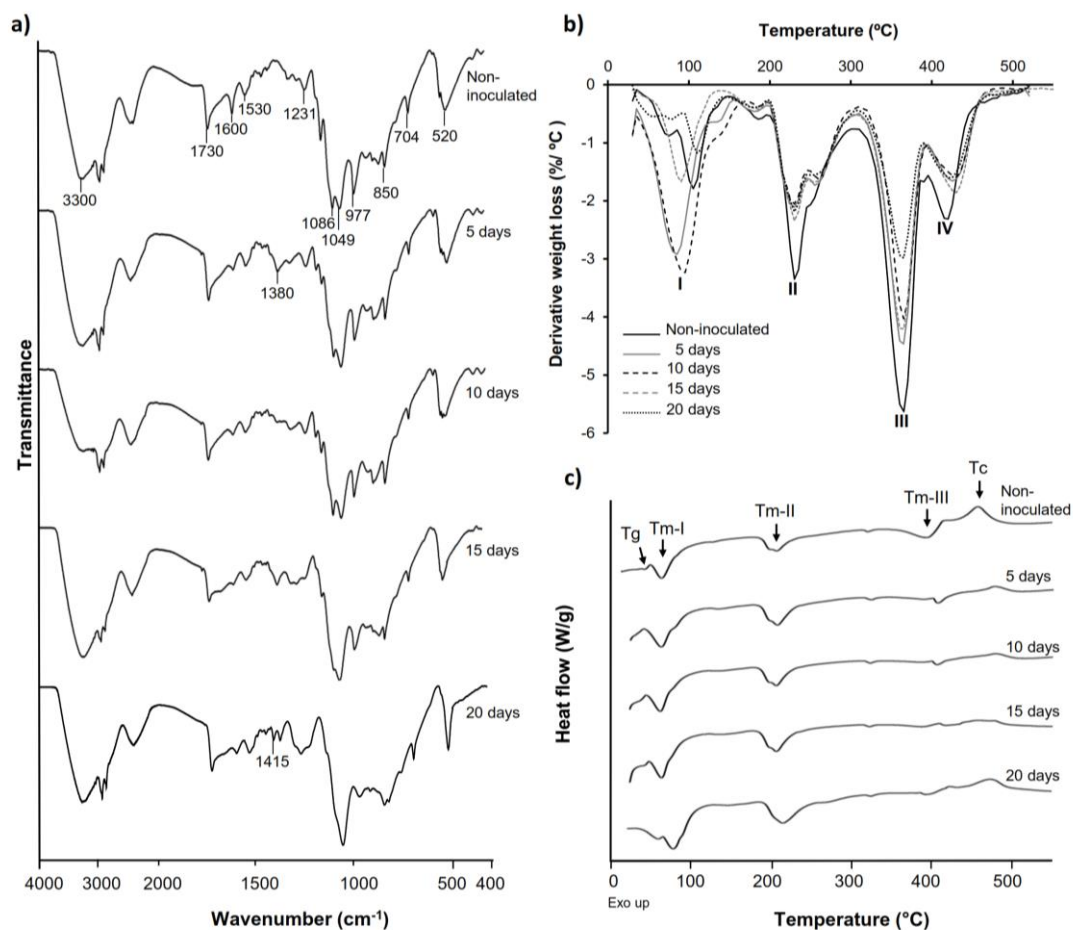 a)
Non-
inoculated
1530
1600
1231
1730
704
520
3300
850
1086
977
1049
5 days
1380
10 days
15 days
20 days
1415
Transmittance
4000 3000 2000 1500 1000 500 400
Wavenumber (cm-1)
b)
Temperature (ºC)
0 100 200 300 400 500
0
-1
-2
-3
-4
-5
-6
Derivative weight loss (%/ ºC)
I
II
III
IV
Non-inoculated
5 days
10 days
15 days
20 days
c)
Tc
Non-
inoculated
Tm-III
Tm-II
Tg
Tm-I
5 days
10 days
15 days
20 days
Heat flow (W/g)
0 100 200 300 400 500
Exo up
Temperature (°C)